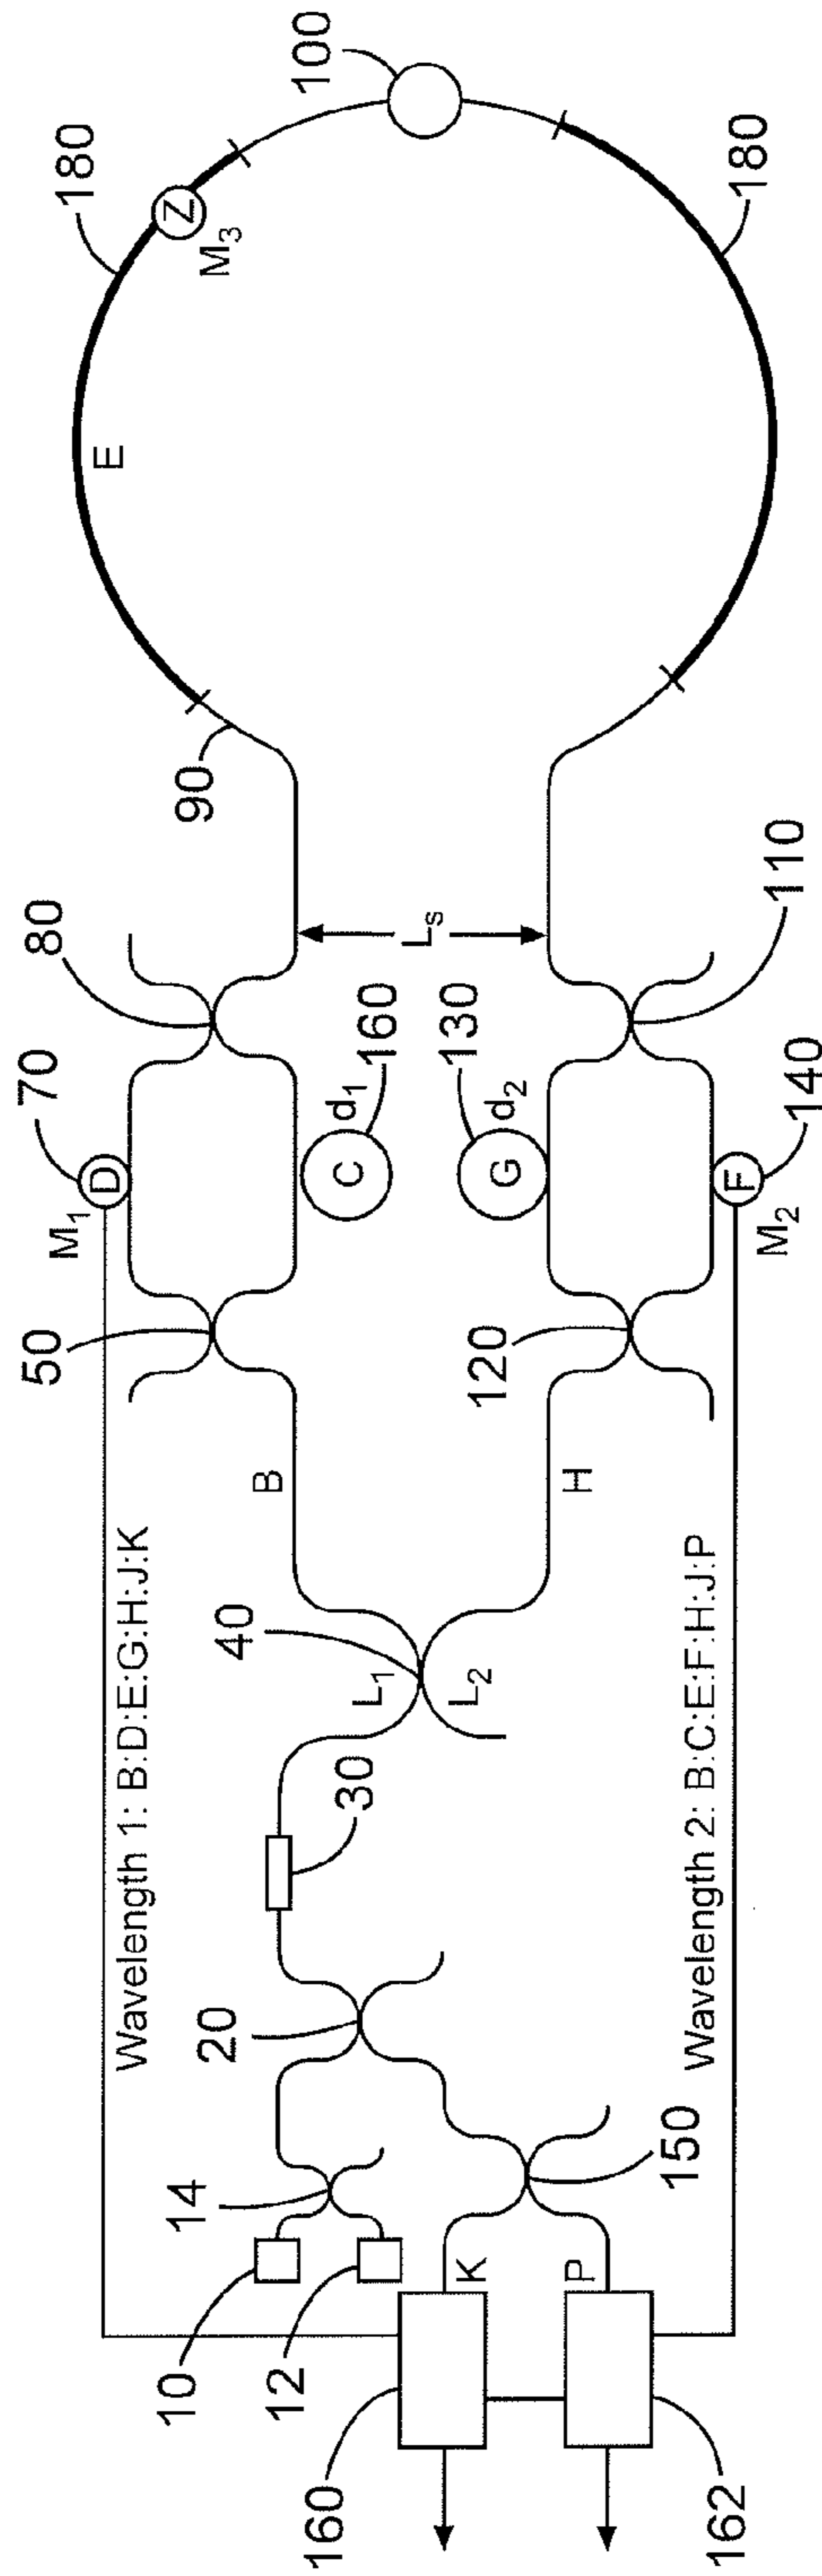 100
180
Z
M3
E
180
90
80
Ls
110
70
D
M1
160
d1
C
130
d2
G
140
F
M2
50
120
B
H
Wavelength 1: B:D:E:G:H:J:K
40
L1
L2
30
20
Wavelength 2: B:C:E:F:H:J:P
14
150
10
12
K
P
160
162